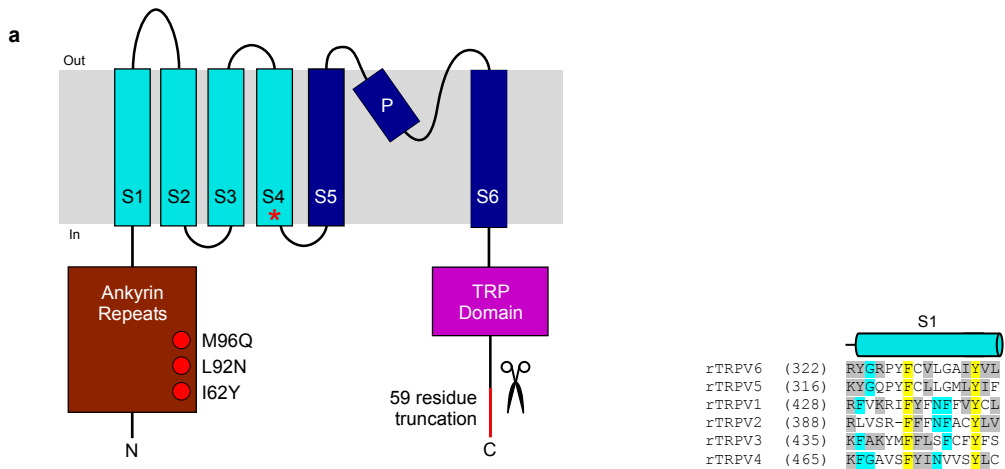 a
Out
P
S1 S2 S3 S4 S5 S6
*
In
Ankyrin
Repeats
TRP
Domain
M96Q
L92N
I62Y
59 residue
truncation
N
C
S1
rTRPV6 (322) RYGRPYFCVLGAIYVL
rTRPV5 (316) KYGQPYFCLLGMLYIF
rTRPV1 (428) RFVKRIFYFNFFVYCL
rTRPV2 (388) RLVSR-FFFNFACYLV
rTRPV3 (435) KFAKYMFFLSFCFYFS
rTRPV4 (465) KFGAVSFYINVVSYLC